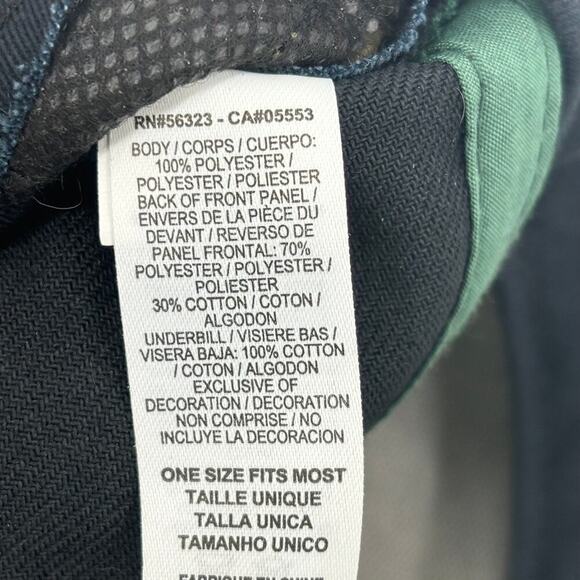 RN#56323 - CA#05553
BODY / CORPS / CUERPO:
100% POLYESTER /
POLYESTER / POLIESTER
BACK OF FRONT PANEL /
ENVERS DE LA PIÈCE DU
DEVANT / REVERSO DE
PANEL FRONTAL: 70%
POLYESTER / POLYESTER /
POLIESTER
30% COTTON / COTON /
ALGODON
UNDERBILL / VISIERE BAS /
VISERA BAJA: 100% COTTON
/ COTON / ALGODON
EXCLUSIVE OF
DECORATION / DECORATION
NON COMPRISE / NO
INCLUYE LA DECORACION
ONE SIZE FITS MOST
TAILLE UNIQUE
TALLA UNICA
TAMANHO UNICO